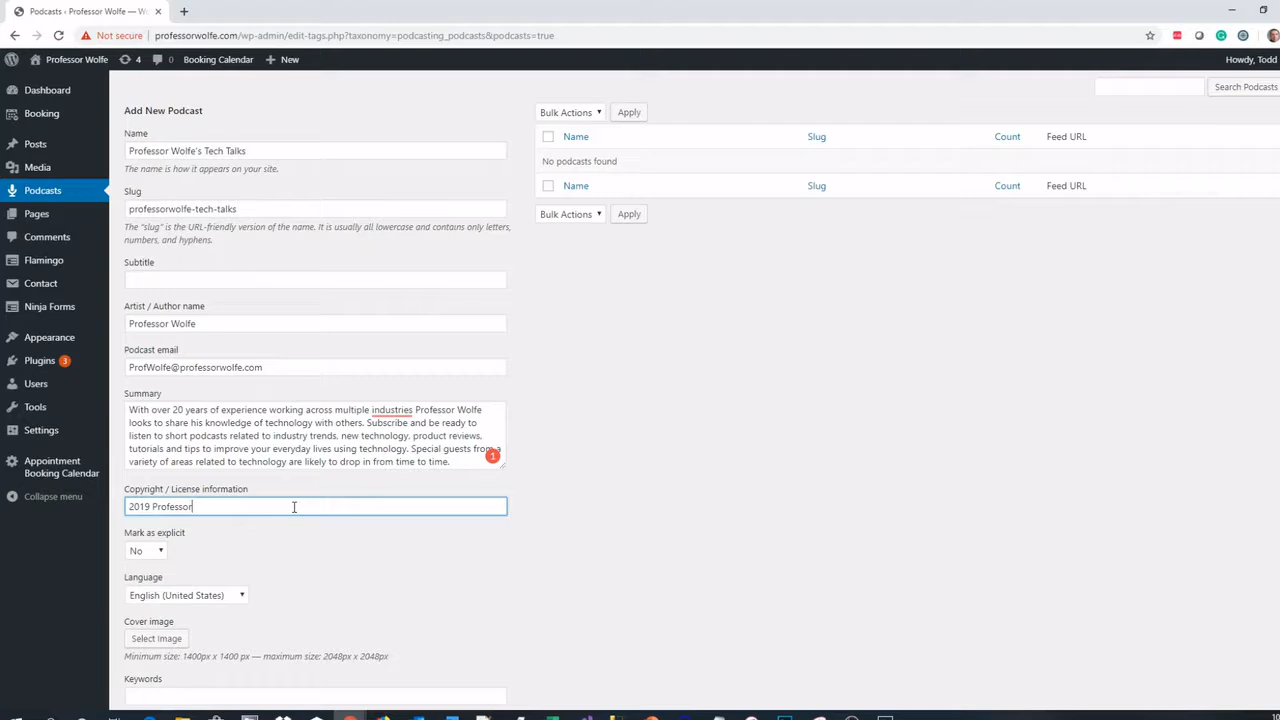 Podcasts ‹ Professor Wolfe — W
Not secure professorwolfe.com/wp-admin/edit-tags.php?taxonomy=podcasting_podcasts&podcasts=true
Professor Wolfe 4 0 Booking Calendar New Howdy, Todd
Dashboard
Booking
Posts
Media
Podcasts
Pages
Comments
Flamingo
Contact
Ninja Forms
Appearance
Plugins 3
Users
Tools
Settings
Appointment
Booking Calendar
Collapse menu
Add New Podcast
Name
Professor Wolfe's Tech Talks
The name is how it appears on your site.
Slug
professorwolfe-tech-talks
The "slug" is the URL-friendly version of the name. It is usually all lowercase and contains only letters,
numbers, and hyphens.
Subtitle
Artist / Author name
Professor Wolfe
Podcast email
ProfWolfe@professorwolfe.com
Summary
With over 20 years of experience working across multiple industries Professor Wolfe
looks to share his knowledge of technology with others. Subscribe and be ready to
listen to short podcasts related to industry trends, new technology, product reviews,
tutorials and tips to improve your everyday lives using technology. Special guests from a
variety of areas related to technology are likely to drop in from time to time.
1
Copyright / License information
2019 Professor
Mark as explicit
No
Language
English (United States)
Cover image
Select Image
Minimum size: 1400px x 1400 px — maximum size: 2048px x 2048px
Keywords
Search Podcasts
Bulk Actions Apply
Name Slug Count Feed URL
No podcasts found
Name Slug Count Feed URL
Bulk Actions Apply